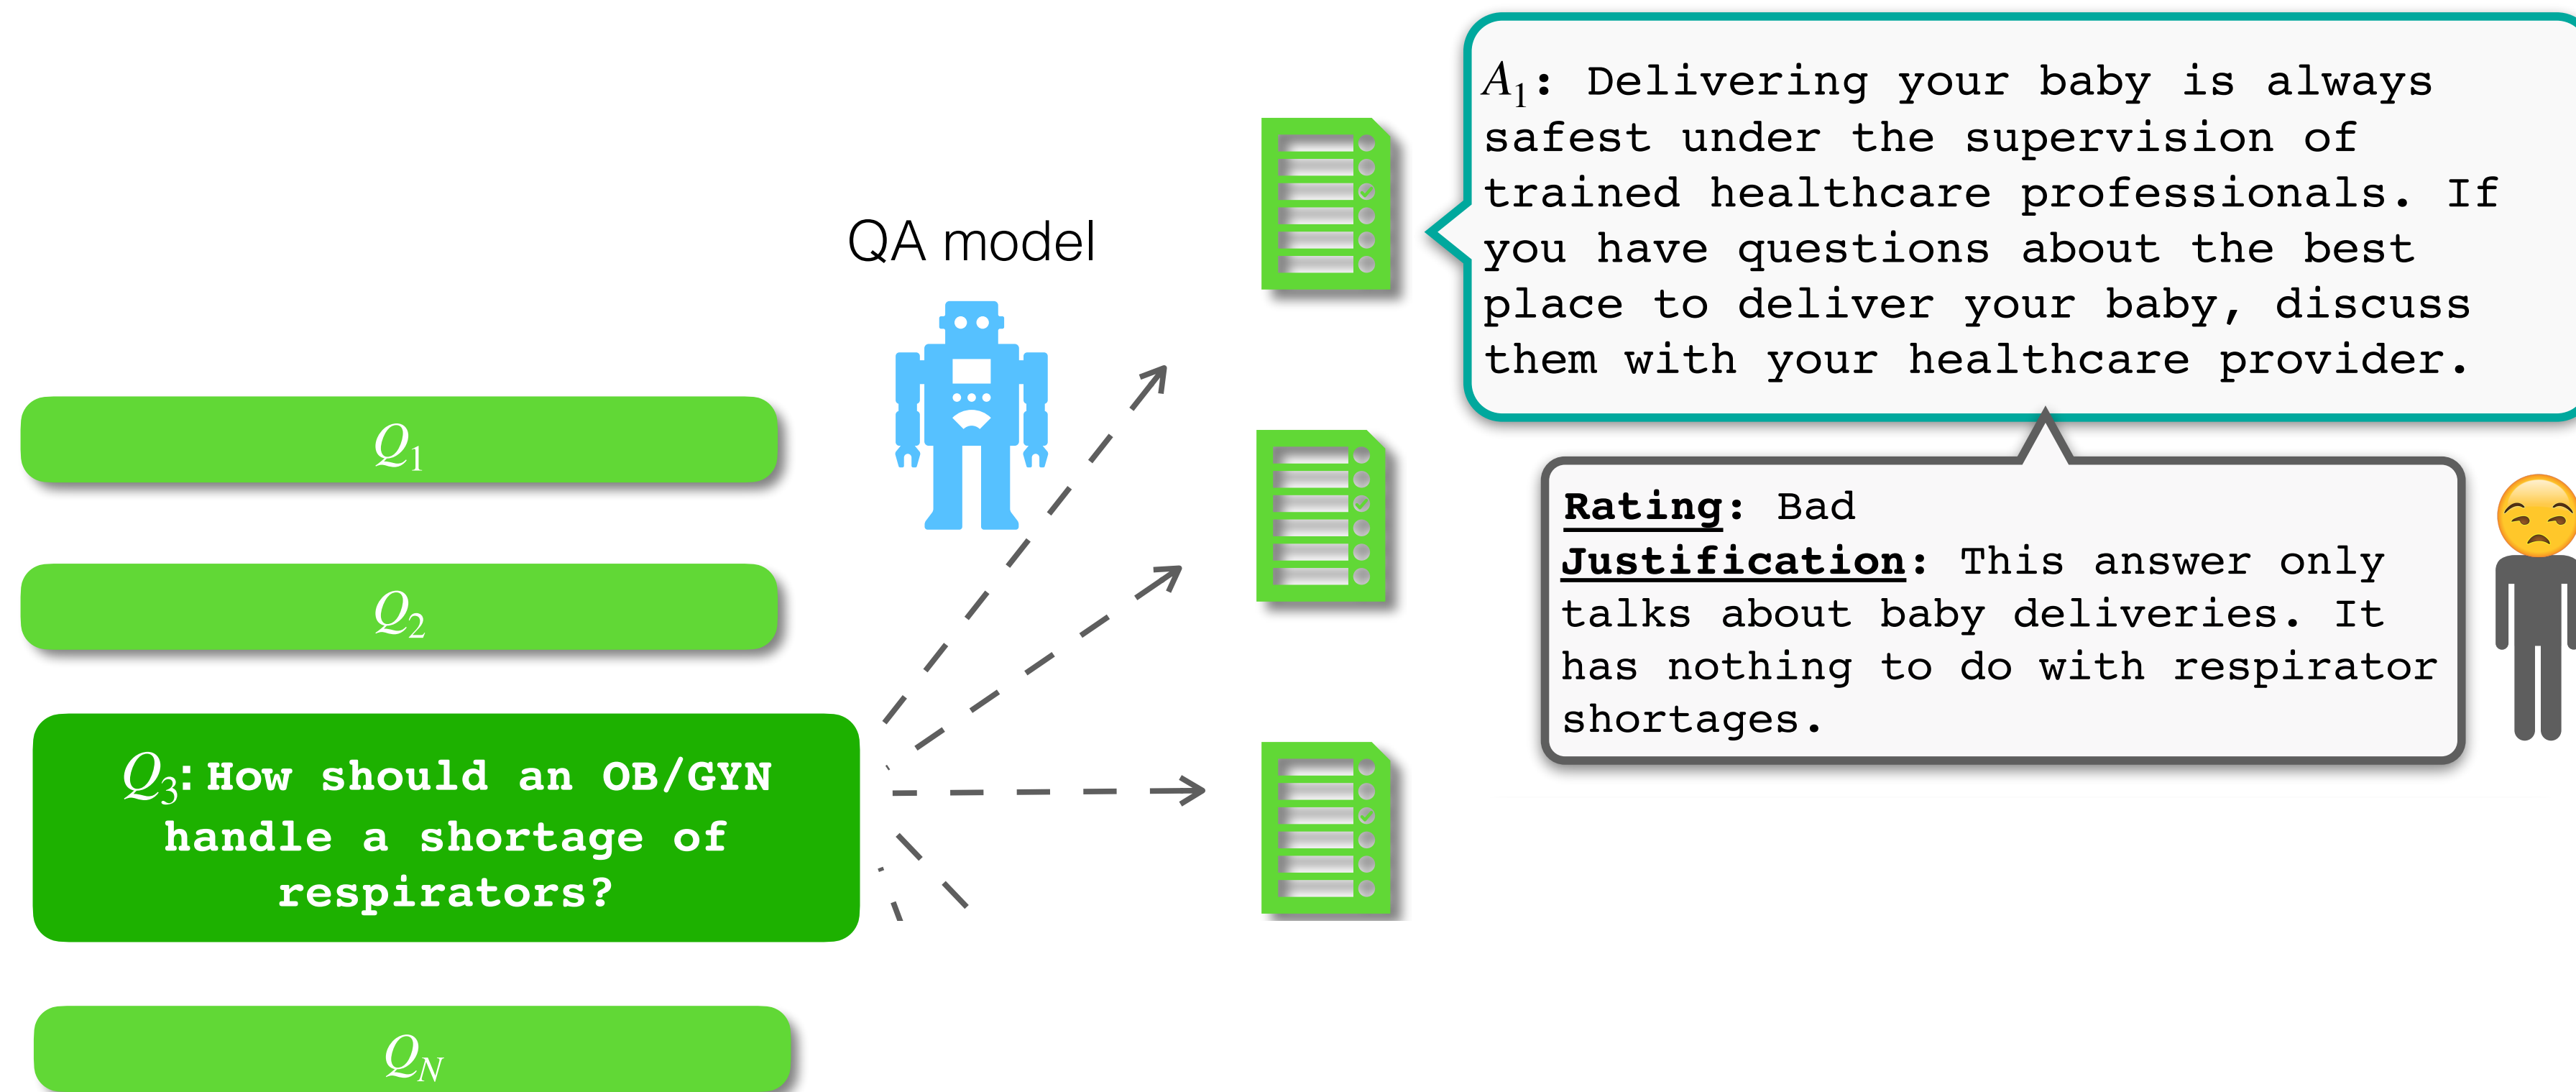 QA model
Q₁
Q₂
Q₃: How should an OB/GYN
handle a shortage of
respirators?
Q_N
A₁: Delivering your baby is always
safest under the supervision of
trained healthcare professionals. If
you have questions about the best
place to deliver your baby, discuss
them with your healthcare provider.
Rating: Bad
Justification: This answer only
talks about baby deliveries. It
has nothing to do with respirator
shortages.